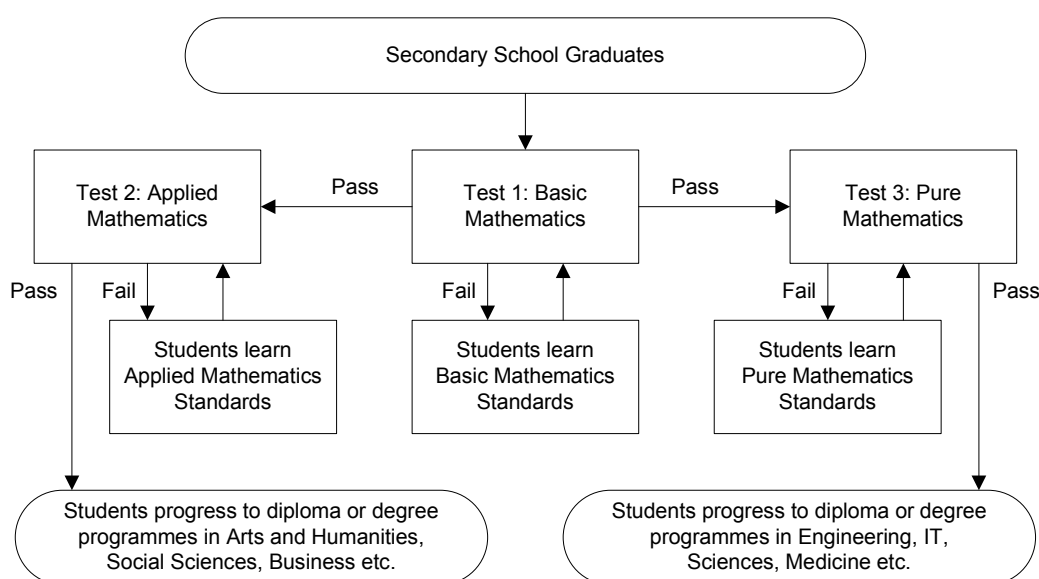 Secondary School Graduates
Test 2: Applied
Mathematics
Pass
Test 1: Basic
Mathematics
Pass
Test 3: Pure
Mathematics
Pass
Fail
Fail
Fail
Pass
Students learn
Applied Mathematics
Standards
Students learn
Basic Mathematics
Standards
Students learn
Pure Mathematics
Standards
Students progress to diploma or degree
programmes in Arts and Humanities,
Social Sciences, Business etc.
Students progress to diploma or degree
programmes in Engineering, IT,
Sciences, Medicine etc.